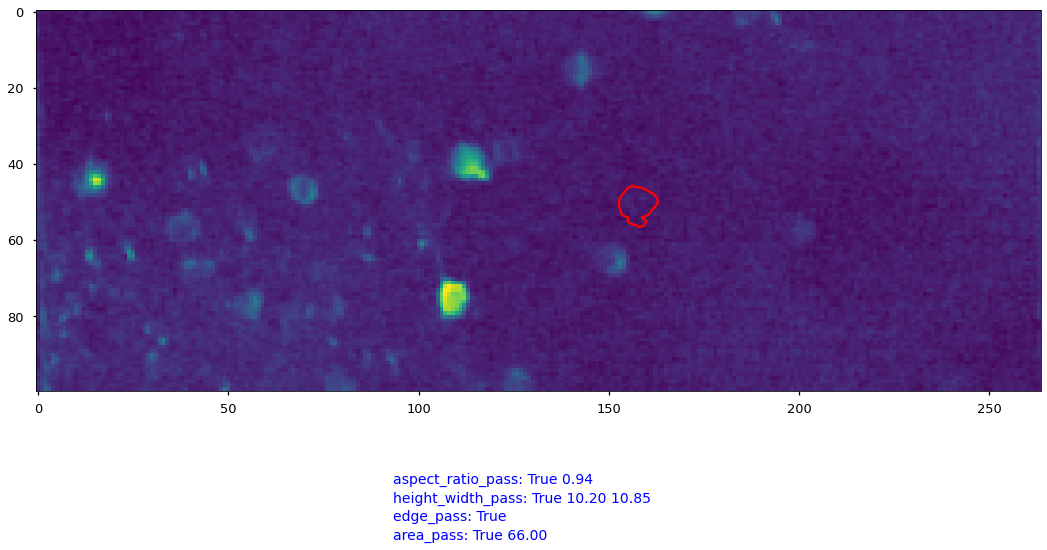 0
20
40
60
80
0 50 100 150 200 250
aspect_ratio_pass: True 0.94
height_width_pass: True 10.20 10.85
edge_pass: True
area_pass: True 66.00